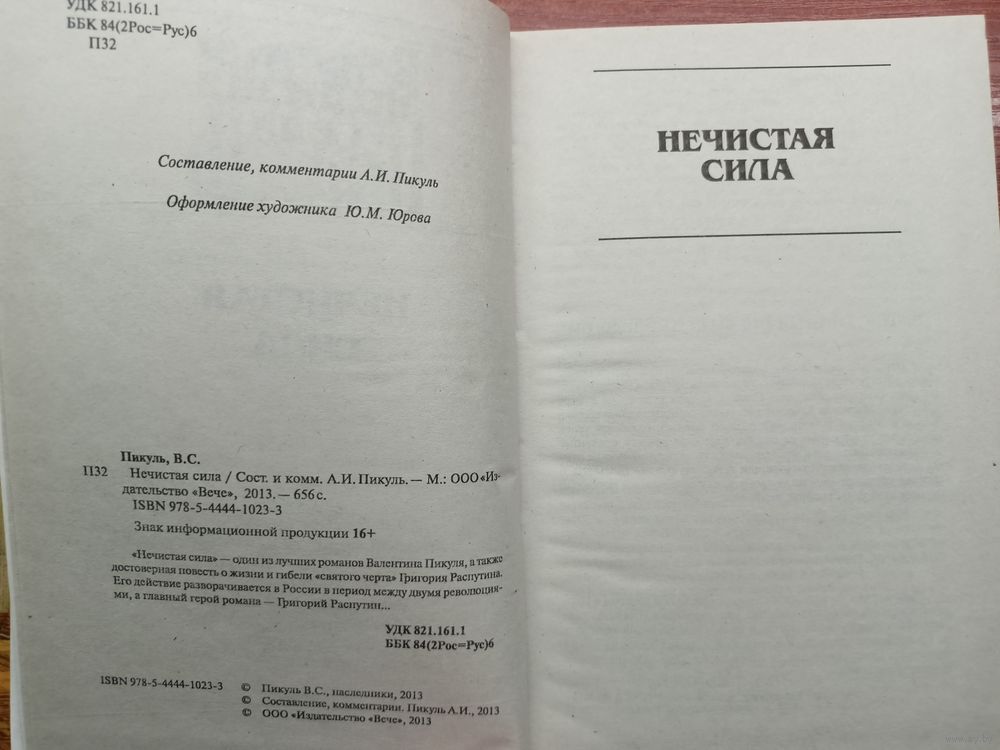 УДК 821.161.1
ББК 84(2Рос=Рус)6
П32
Составление, комментарии А.И. Пикуль
Оформление художника Ю.М. Юрова
Пикуль, В.С.
П32 Нечистая сила / Сост. и комм. А.И. Пикуль. — М.: ООО «Из-
дательство «Вече», 2013. — 656 с.
ISBN 978-5-4444-1023-3
Знак информационной продукции 16+
«Нечистая сила» — один из лучших романов Валентина Пикуля, а также
достоверная повесть о жизни и гибели «святого черта» Григория Распутина.
Его действие разворачивается в России в период между двумя революция-
ми, а главный герой романа — Григорий Распутин...
УДК 821.161.1
ББК 84(2Рос=Рус)6
ISBN 978-5-4444-1023-3
© Пикуль В.С., наследники, 2013
© Составление, комментарии. Пикуль А.И., 2013
© ООО «Издательство «Вече», 2013
НЕЧИСТАЯ
СИЛА